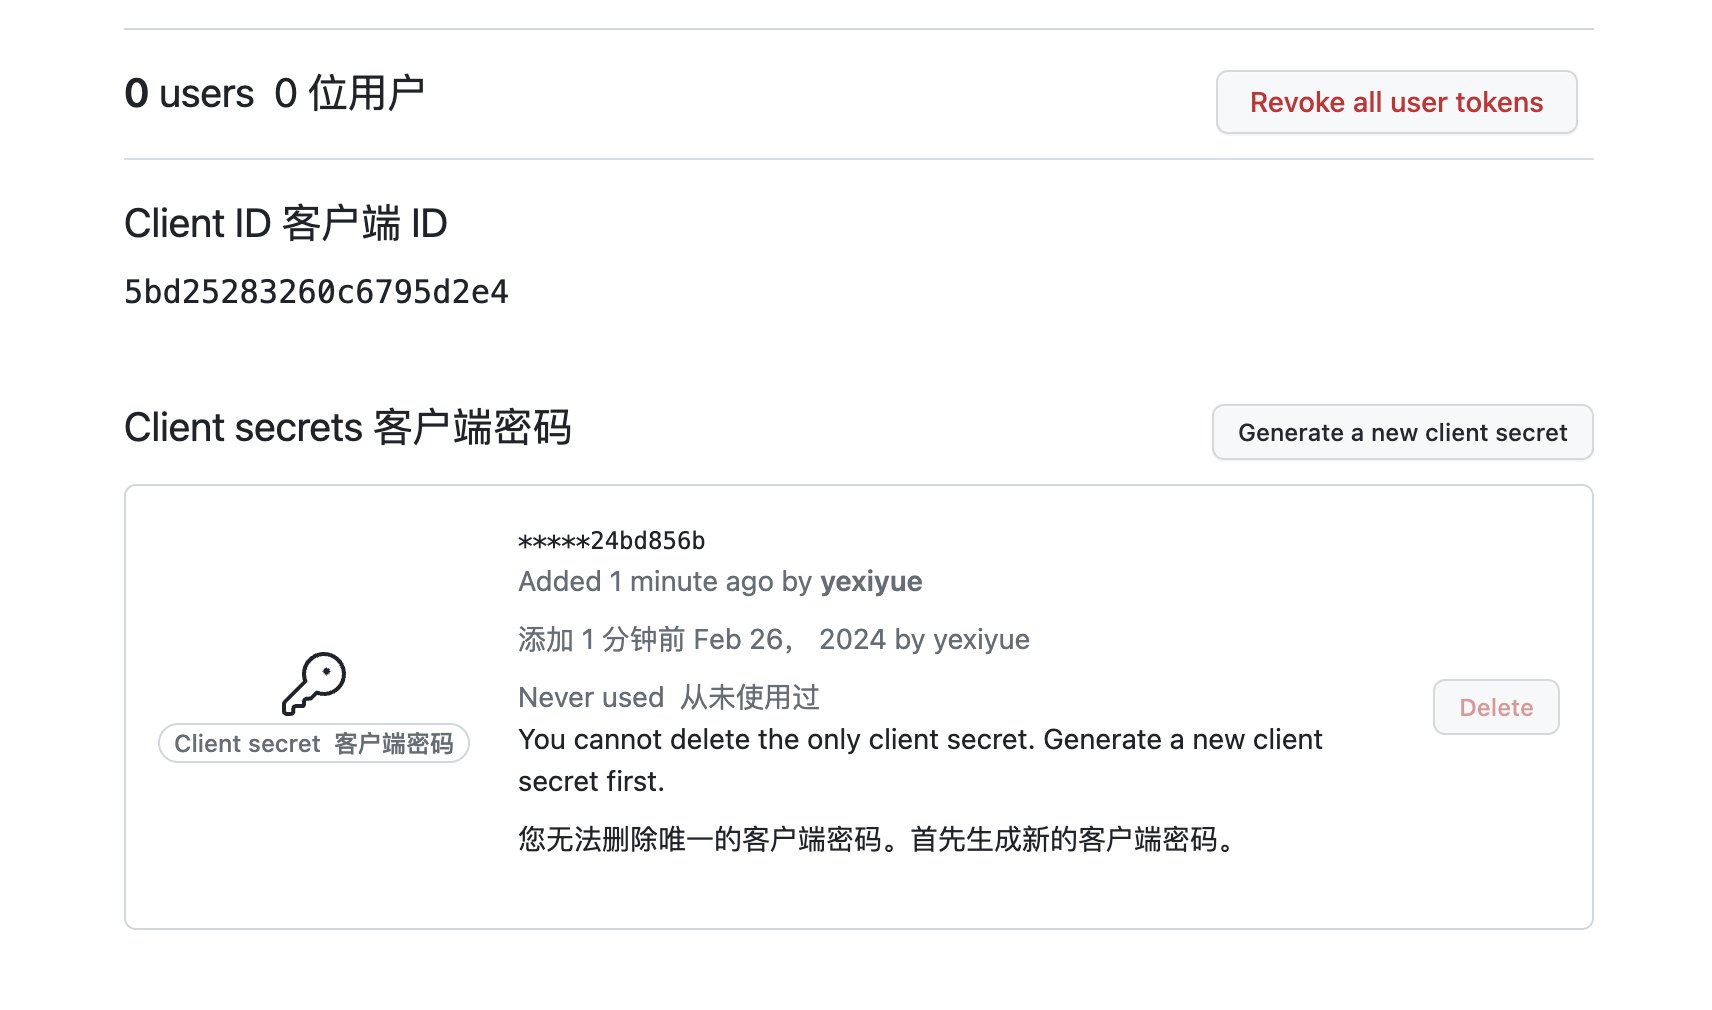 0 users 0 位用户
Revoke all user tokens
Client ID 客户端 ID
5bd25283260c6795d2e4
Client secrets 客户端密码
Generate a new client secret
*****24bd856b
Added 1 minute ago by yexiyue
添加 1 分钟前 Feb 26， 2024 by yexiyue
Never used 从未使用过
You cannot delete the only client secret. Generate a new client
secret first.
您无法删除唯一的客户端密码。首先生成新的客户端密码。
Client secret 客户端密码
Delete